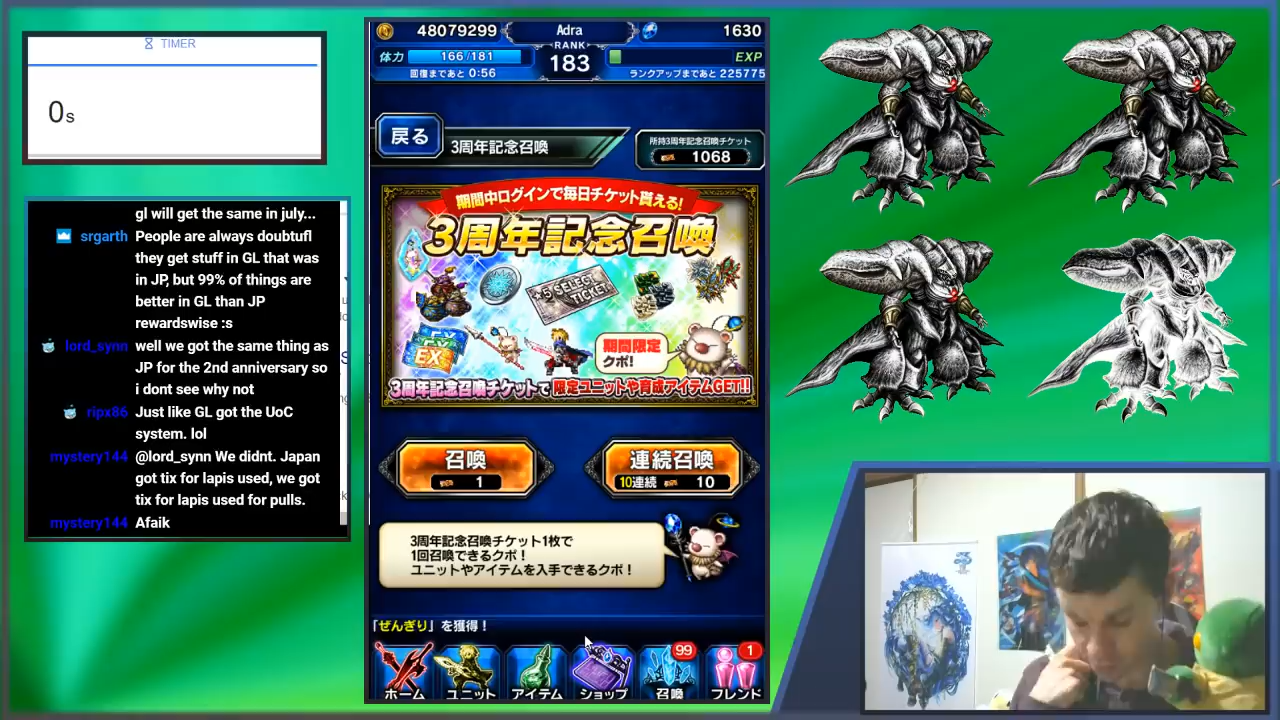 TIMER
0s
gl will get the same in july...
srgarth People are always doubtufl
they get stuff in GL that was
in JP, but 99% of things are
better in GL than JP
rewardswise :s
lord_synn well we got the same thing as
JP for the 2nd anniversary so
i dont see why not
ripx86 Just like GL got the UoC
system. lol
mystery144 @lord_synn We didnt. Japan
got tix for lapis used, we got
tix for lapis used for pulls.
mystery144 Afaik
48079299
Adra
1630
体力 166/181
RANK
183
EXP
回復まであと 0:56
ランクアップまであと 225775
戻る
3周年記念召喚
所持3周年記念召喚チケット
1068
期間中ログインで毎日チケット貰える!
3周年記念召喚
★5 SELECT
TICKET
EX
期間限定
クポ!
3周年記念召喚チケットで限定ユニットや育成アイテムGET!!
召喚
1
連続召喚
10連続 10
3周年記念召喚チケット1枚で
1回召喚できるクポ!
ユニットやアイテムを入手できるクポ!
「ぜんぎり」を獲得!
99
1
ホーム
ユニット
アイテム
ショップ
召喚
フレンド